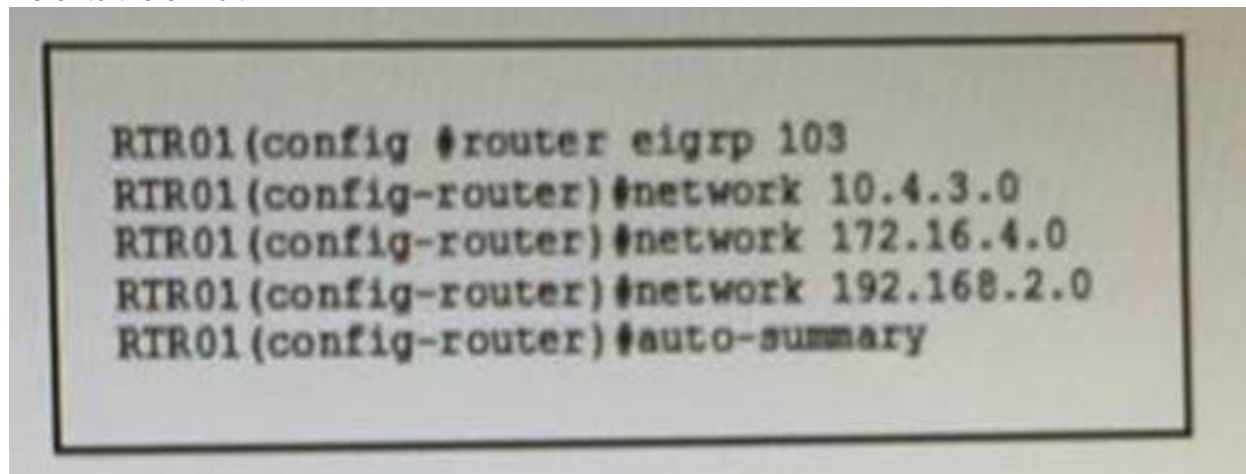 RTR01(config #router eigrp 103
RTR01(config-router)#network 10.4.3.0
RTR01(config-router)#network 172.16.4.0
RTR01(config-router)#network 192.168.2.0
RTR01(config-router)#auto-summary